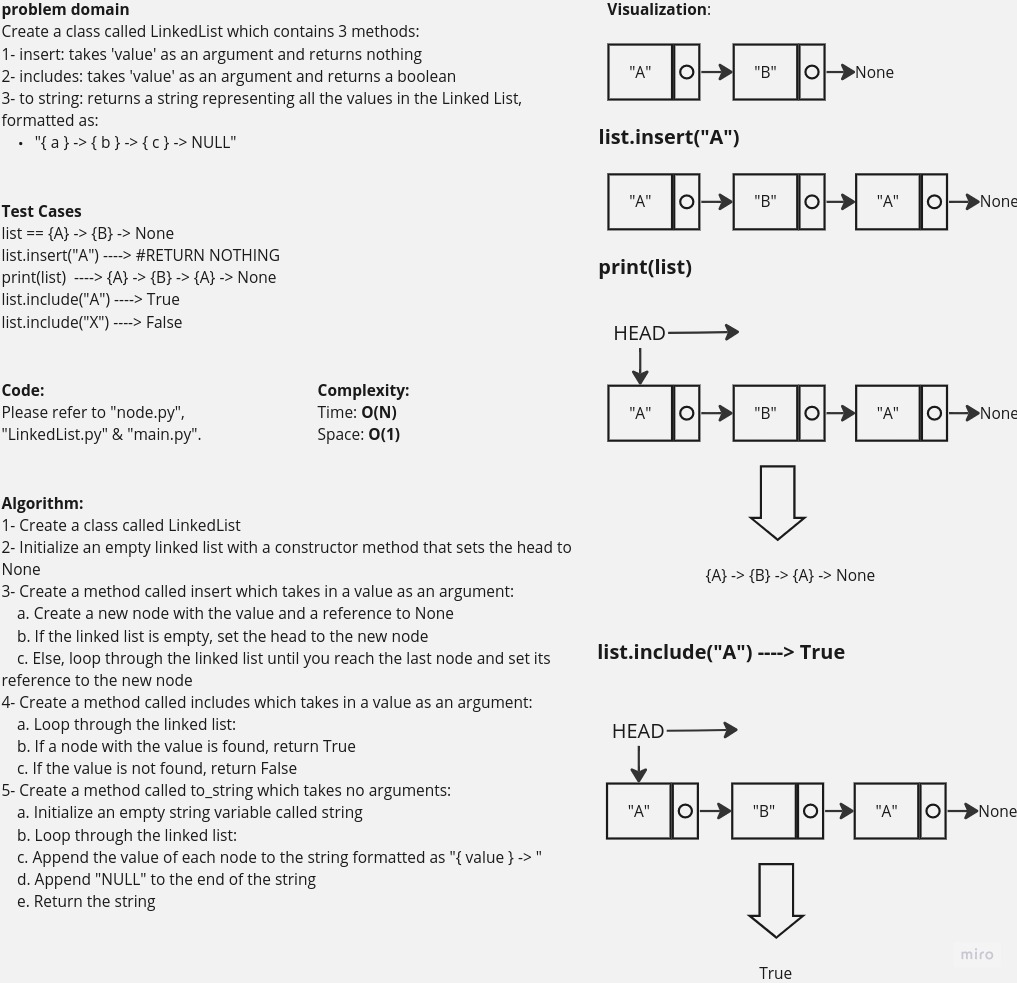 problem domain
Create a class called LinkedList which contains 3 methods:
1- insert: takes 'value' as an argument and returns nothing
2- includes: takes 'value' as an argument and returns a boolean
3- to string: returns a string representing all the values in the Linked List,
formatted as:
• "{ a } -> { b } -> { c } -> NULL"
Test Cases
list == {A} -> {B} -> None
list.insert("A") ----> #RETURN NOTHING
print(list) ----> {A} -> {B} -> {A} -> None
list.include("A") ----> True
list.include("X") ----> False
Code:
Please refer to "node.py",
"LinkedList.py" & "main.py".
Complexity:
Time: O(N)
Space: O(1)
Algorithm:
1- Create a class called LinkedList
2- Initialize an empty linked list with a constructor method that sets the head to
None
3- Create a method called insert which takes in a value as an argument:
a. Create a new node with the value and a reference to None
b. If the linked list is empty, set the head to the new node
c. Else, loop through the linked list until you reach the last node and set its
reference to the new node
4- Create a method called includes which takes in a value as an argument:
a. Loop through the linked list:
b. If a node with the value is found, return True
c. If the value is not found, return False
5- Create a method called to_string which takes no arguments:
a. Initialize an empty string variable called string
b. Loop through the linked list:
c. Append the value of each node to the string formatted as "{ value } -> "
d. Append "NULL" to the end of the string
e. Return the string
Visualization:
"A" "B" None
list.insert("A")
"A" "B" "A" None
print(list)
HEAD
"A" "B" "A" None
{A} -> {B} -> {A} -> None
list.include("A") ----> True
HEAD
"A" "B" "A" None
True
miro